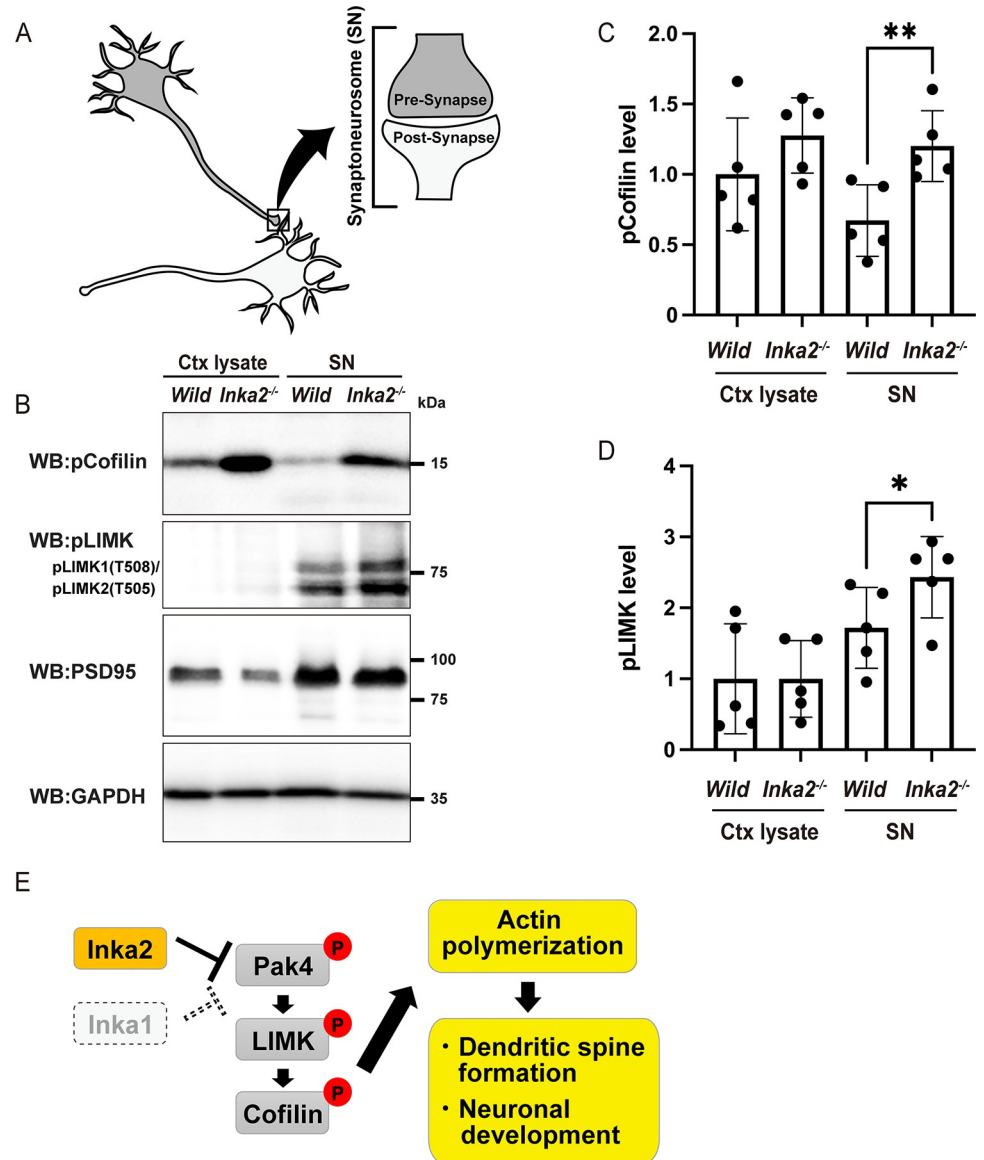 A
Synaptoneurosome (SN)
Pre-Synapse
Post-Synapse
B
Ctx lysate SN
Wild Inka2-/- Wild Inka2-/-
kDa
WB:pCofilin
15
WB:pLIMK
pLIMK1(T508)/
pLIMK2(T505)
75
WB:PSD95
100
75
WB:GAPDH
35
C
pCofilin level
2.0
1.5
1.0
0.5
0
**
Wild Inka2-/- Wild Inka2-/-
Ctx lysate SN
D
pLIMK level
4
3
2
1
0
*
Wild Inka2-/- Wild Inka2-/-
Ctx lysate SN
E
Inka2
Inka1
Pak4
P
LIMK
P
Cofilin
P
Actin
polymerization
・Dendritic spine
formation
・Neuronal
development